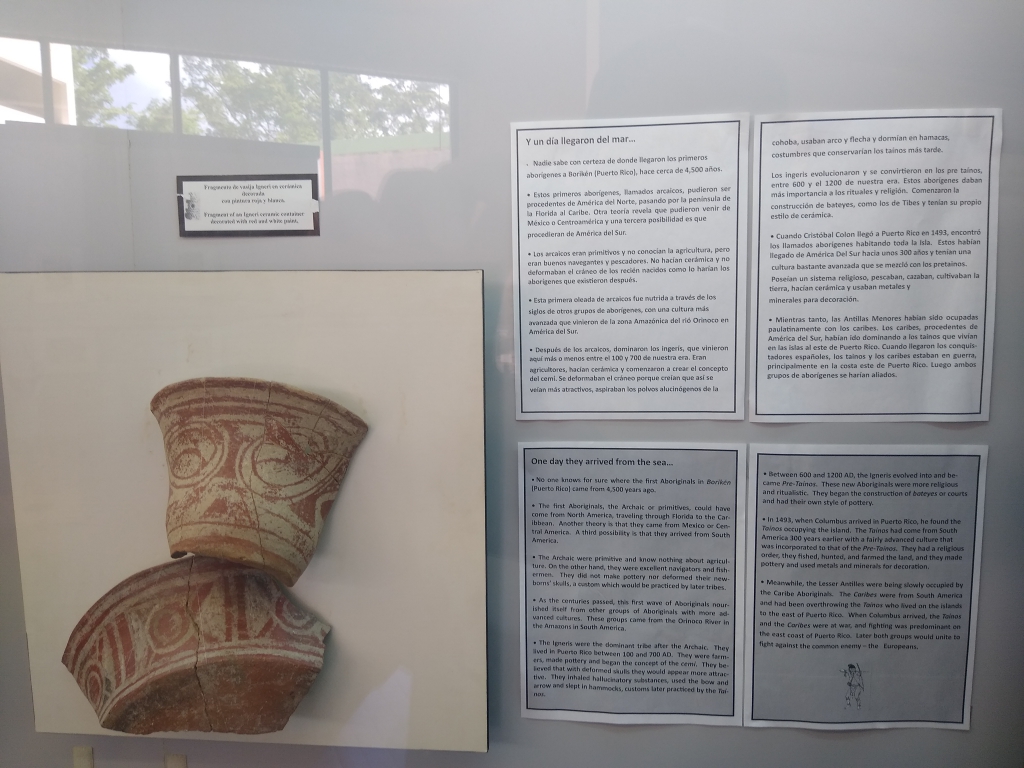 Fragmento de vasija Igneri en cerámica
decorada
con pintura roja y blanca.
Fragment of an Igneri ceramic container
decorated with red and white paint.
Y un día llegaron del mar...
- Nadie sabe con certeza de donde llegaron los primeros
aborígenes a Borikén (Puerto Rico), hace cerca de 4,500 años.
• Estos primeros aborígenes, llamados arcaicos, pudieron ser
procedentes de América del Norte, pasando por la península de
la Florida al Caribe. Otra teoría revela que pudieron venir de
México o Centroamérica y una tercera posibilidad es que
procedieran de América del Sur.
• Los arcaicos eran primitivos y no conocían la agricultura, pero
eran buenos navegantes y pescadores. No hacían cerámica y no
deformaban el cráneo de los recién nacidos como lo harían los
aborígenes que existieron después.
• Esta primera oleada de arcaicos fue nutrida a través de los
siglos de otros grupos de aborígenes, con una cultura más
avanzada que vinieron de la zona Amazónica del rió Orinoco en
América del Sur.
• Después de los arcaicos, dominaron los ingeris, que vinieron
aquí más o menos entre el 100 y 700 de nuestra era. Eran
agricultores, hacían cerámica y comenzaron a crear el concepto
del cemi. Se deformaban el cráneo porque creían que así se
veían más atractivos, aspiraban los polvos alucinógenos de la
cohoba, usaban arco y flecha y dormían en hamacas,
costumbres que conservarían los taínos más tarde.
Los ingeris evolucionaron y se convirtieron en los pre taínos,
entre 600 y el 1200 de nuestra era. Estos aborígenes daban
más importancia a los rituales y religión. Comenzaron la
construcción de bateyes, como los de Tibes y tenían su propio
estilo de cerámica.
• Cuando Cristóbal Colon llegó a Puerto Rico en 1493, encontró
los llamados aborígenes habitando toda la Isla. Estos habían
llegado de América Del Sur hacia unos 300 años y tenían una
cultura bastante avanzada que se mezcló con los pretaínos.
Poseían un sistema religioso, pescaban, cazaban, cultivaban la
tierra, hacían cerámica y usaban metales y
minerales para decoración.
• Mientras tanto, las Antillas Menores habían sido ocupadas
paulatinamente con los caribes. Los caribes, procedentes de
América del Sur, habían ido dominando a los taínos que vivían
en las islas al este de Puerto Rico. Cuando llegaron los conquis-
tadores españoles, los taínos y los caribes estaban en guerra,
principalmente en la costa este de Puerto Rico. Luego ambos
grupos de aborígenes se harían aliados.
One day they arrived from the sea...
• No one knows for sure where the first Aboriginals in Boriken
(Puerto Rico) came from 4,500 years ago.
• The first Aboriginals, the Archaic or primitives, could have
come from North America, traveling through Florida to the Car-
ibbean. Another theory is that they came from Mexico or Cen-
tral America. A third possibility is that they arrived from South
America.
• The Archaic were primitive and know nothing about agricul-
ture. On the other hand, they were excellent navigators and fish-
ermen. They did not make pottery nor deformed their new-
borns' skulls, a custom which would be practiced by later tribes.
• As the centuries passed, this first wave of Aboriginals nour-
ished itself from other groups of Aboriginals with more ad-
vanced cultures. These groups came from the Orinoco River in
the Amazons in South America.
• The Igneris were the dominant tribe after the Archaic. They
lived in Puerto Rico between 100 and 700 AD. They were farm-
ers, made pottery and began the concept of the cemí. They be-
lieved that with deformed skulls they would appear more attrac-
tive. They inhaled hallucinatory substances, used the bow and
arrow and slept in hammocks, customs later practiced by the Taí-
nos.
• Between 600 and 1200 AD, the Igneris evolved into and be-
came Pre-Taínos. These new Aboriginals were more religious
and ritualistic. They began the construction of bateyes or courts
and had their own style of pottery.
• In 1493, when Columbus arrived in Puerto Rico, he found the
Taínos occupying the island. The Taínos had come from South
America 300 years earlier with a fairly advanced culture that
was incorporated to that of the Pre-Taínos. They had a religious
order, they fished, hunted, and farmed the land, and they made
pottery and used metals and minerals for decoration.
• Meanwhile, the Lesser Antilles were being slowly occupied by
the Caribe Aboriginals. The Caribes were from South America
and had been overthrowing the Taínos who lived on the islands
to the east of Puerto Rico. When Columbus arrived, the Taínos
and the Caribes were at war, and fighting was predominant on
the east coast of Puerto Rico. Later both groups would unite to
fight against the common enemy – the Europeans.